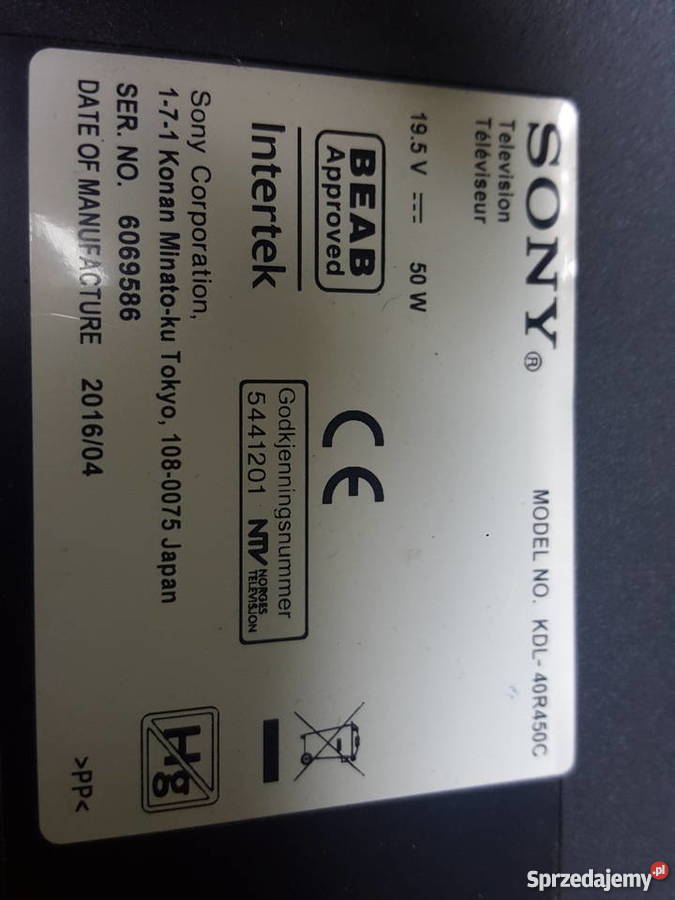 SONY® MODEL NO. KDL-40R450C
Television
Téléviseur
19.5 V ⎓ 50 W
BEAB
Approved
Intertek
CE
Godkjenningsnummer
5441201 NTV NORGES
TELEVISJON
Sony Corporation,
1-7-1 Konan Minato-ku Tokyo, 108-0075 Japan
SER. NO. 6069586
DATE OF MANUFACTURE 2016/04
Hg
>PP<
Sprzedajemy.pl